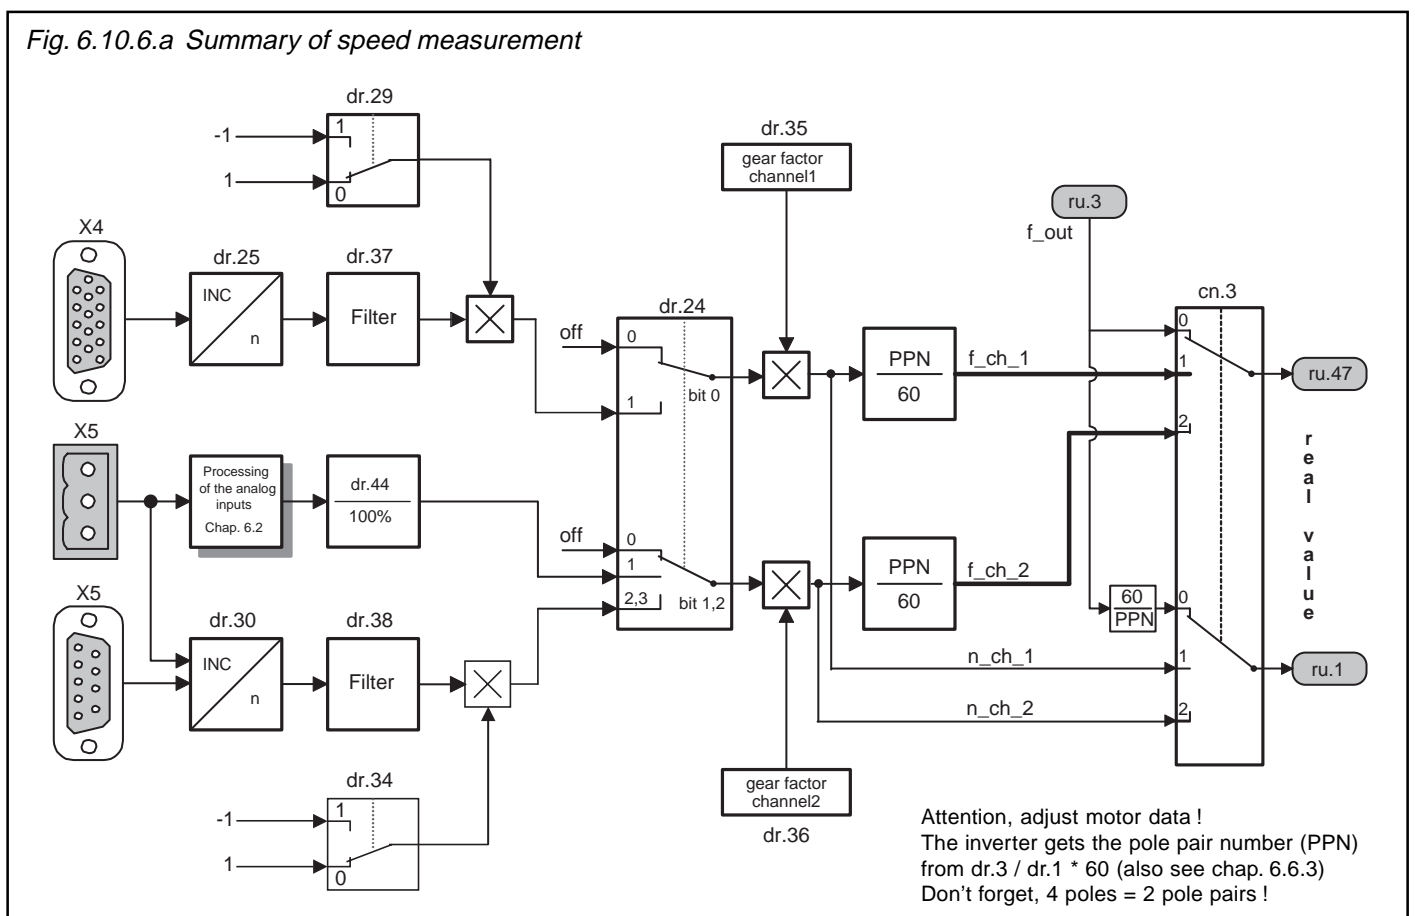 Fig. 6.10.6.a Summary of speed measurement
dr.29
-1
1
1
0
X4
dr.25
INC
n
dr.37
Filter
dr.35
gear factor
channel1
ru.3
f_out
cn.3
dr.24
off
0
1
bit 0
PPN
60
f_ch_1
0
1
2
ru.47
X5
Processing
of the analog
inputs
Chap. 6.2
dr.44
100%
off
0
1
2,3
bit 1,2
PPN
60
f_ch_2
60
PPN
0
1
2
real value
ru.1
X5
dr.30
INC
n
dr.38
Filter
n_ch_1
n_ch_2
dr.34
-1
1
1
0
gear factor
channel2
dr.36
Attention, adjust motor data !
The inverter gets the pole pair number (PPN)
from dr.3 / dr.1 * 60 (also see chap. 6.6.3)
Don't forget, 4 poles = 2 pole pairs !